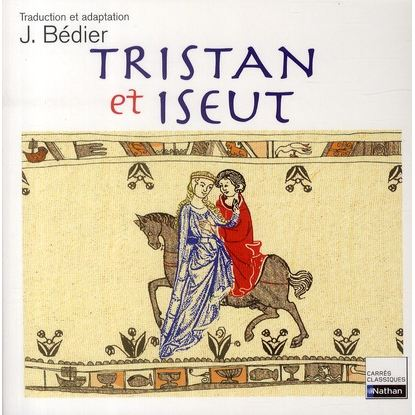 Traduction et adaptation
J. Bédier
TRISTAN
et ISEUT
CARRÉS
CLASSIQUES
Nathan